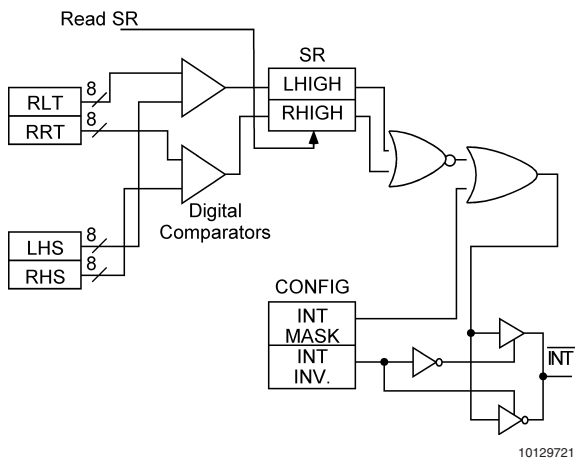 Read SR
SR
LHIGH
RHIGH
8
RLT
8
RRT
Digital
Comparators
8
LHS
8
RHS
CONFIG
INT
MASK
INT
INV.
INT
10129721